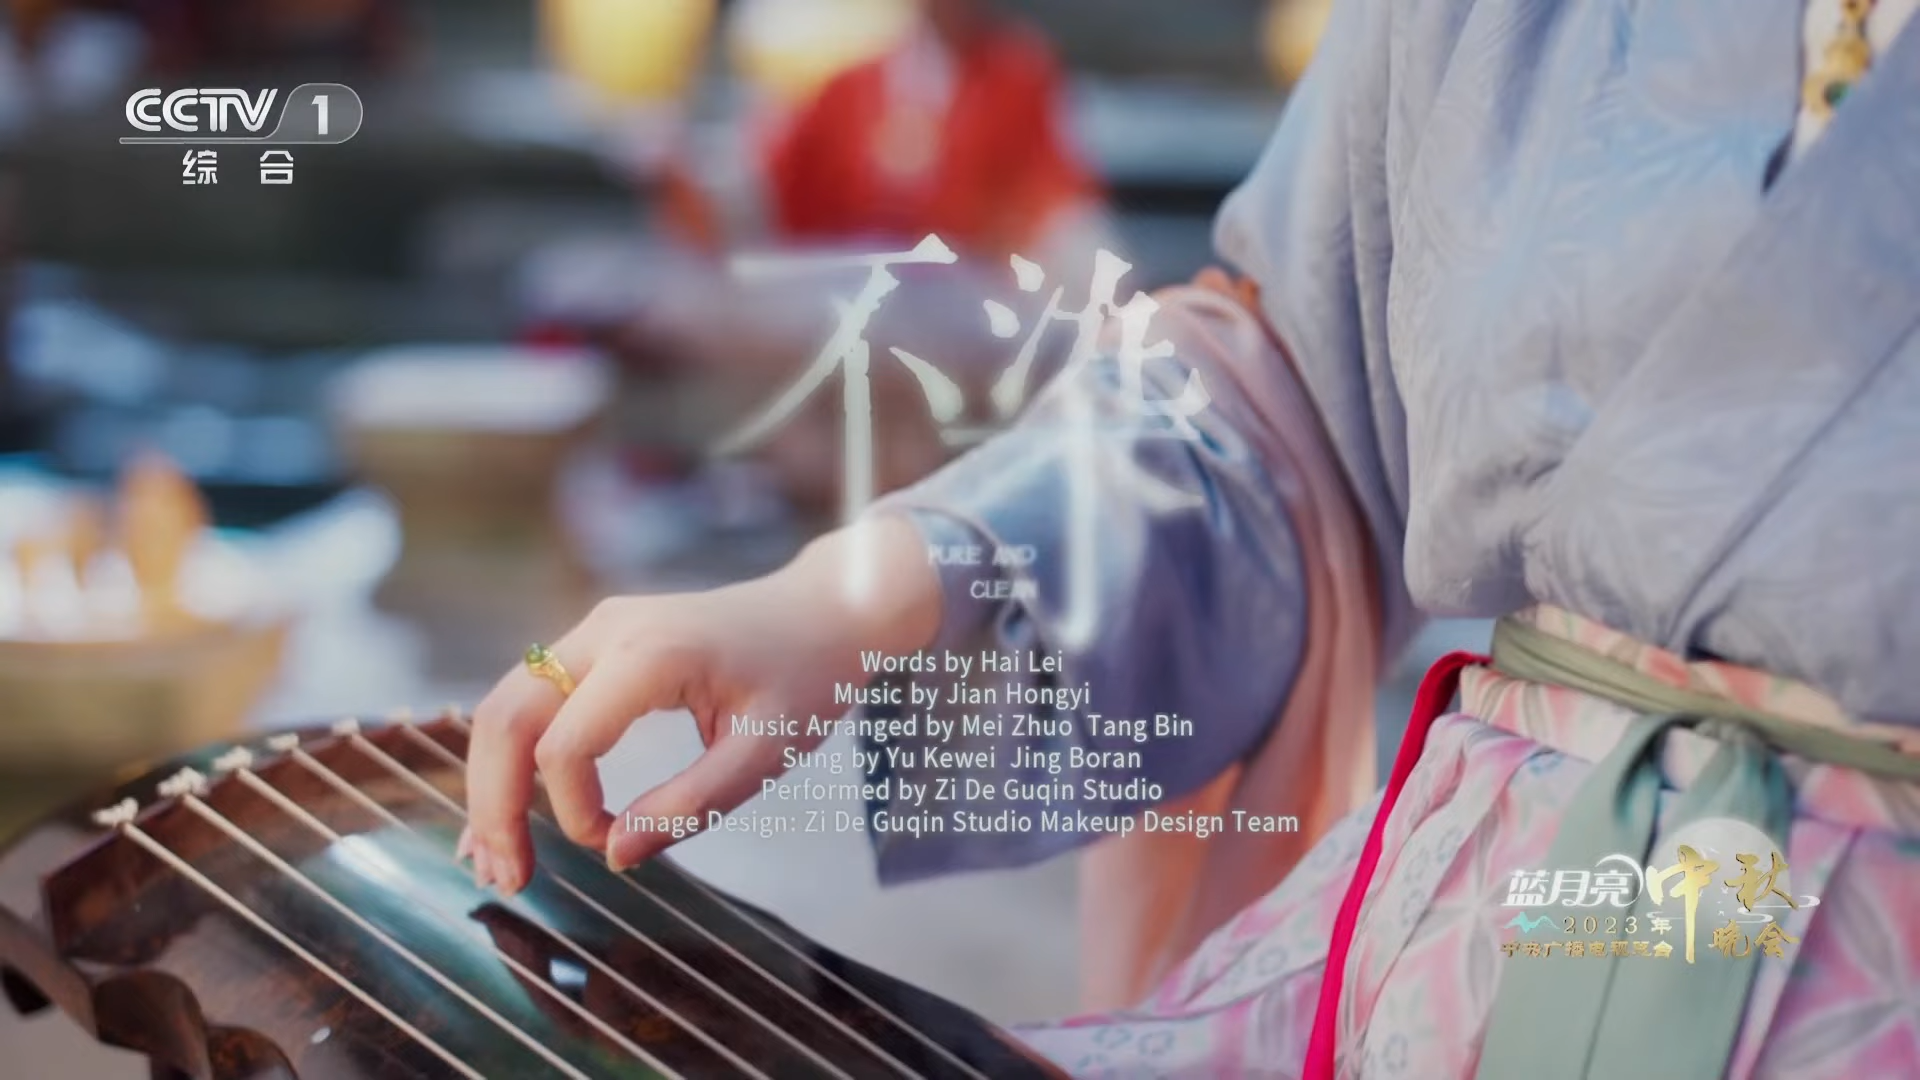 CCTV 1
综合
不染
PURE AND
CLEAN
Words by Hai Lei
Music by Jian Hongyi
Music Arranged by Mei Zhuo Tang Bin
Sung by Yu Kewei Jing Boran
Performed by Zi De Guqin Studio
Image Design: Zi De Guqin Studio Makeup Design Team
蓝月亮 中秋
2023年
中央广播电视总台 晚会